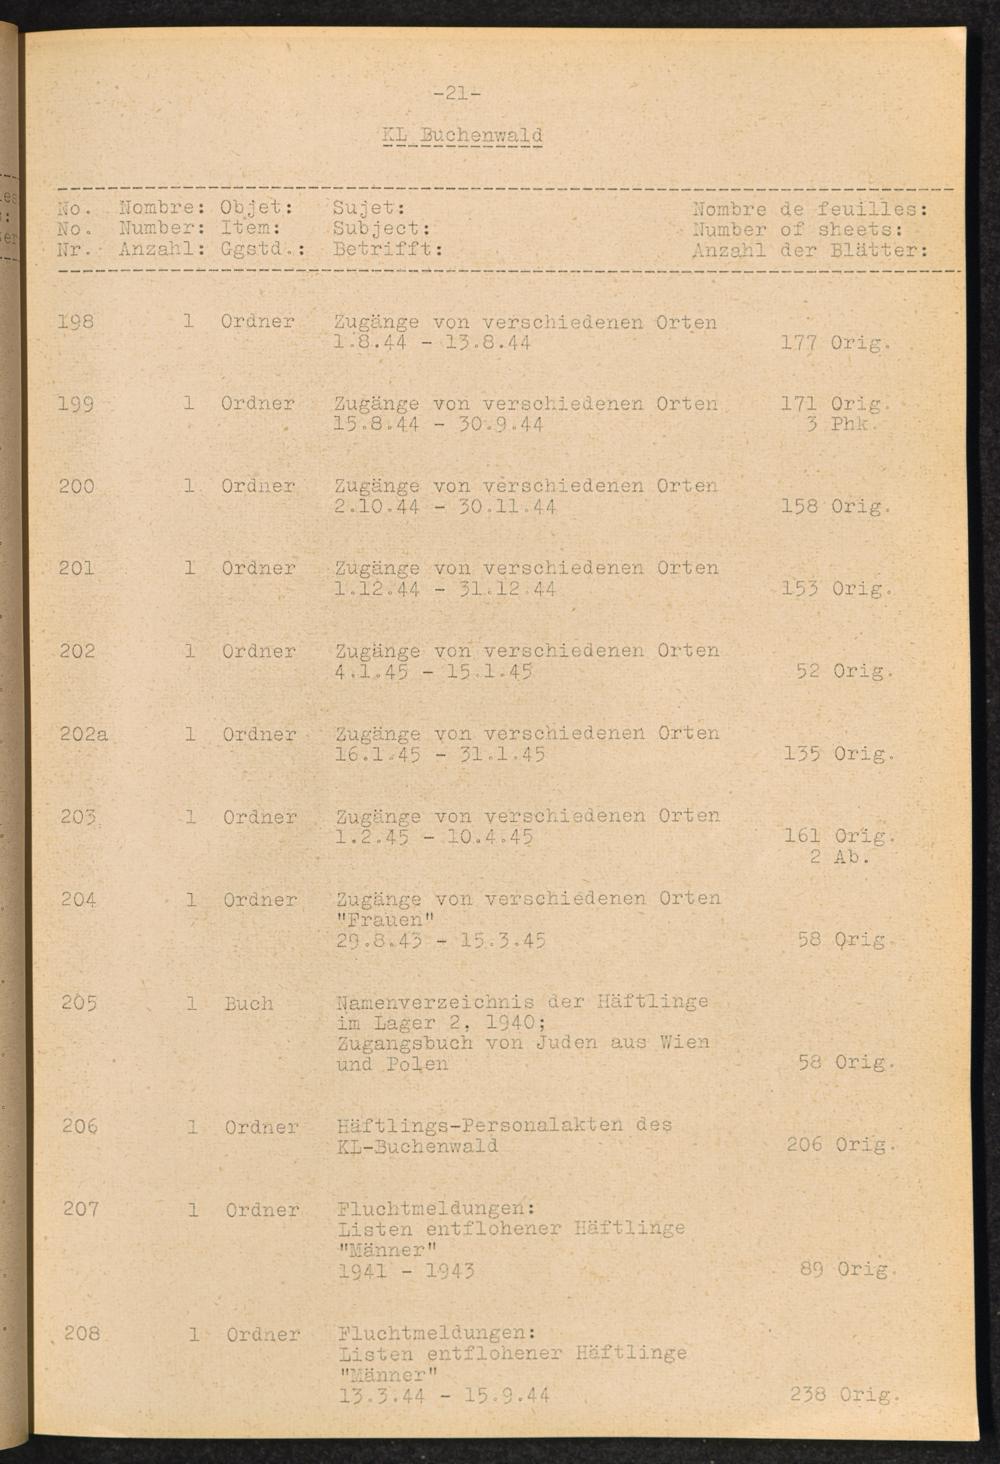 -21-
KL Buchenwald
No. Nombre: Objet: Sujet: Nombre de feuilles:
No. Number: Item: Subject: Number of sheets:
Nr. Anzahl: Ggstd.: Betrifft: Anzahl der Blätter:
198 1 Ordner Zugänge von verschiedenen Orten
1.8.44 - 13.8.44 177 Orig.
199 1 Ordner Zugänge von verschiedenen Orten 171 Orig.
15.8.44 - 30.9.44 3 Phk.
200 1 Ordner Zugänge von verschiedenen Orten
2.10.44 - 30.11.44 158 Orig.
201 1 Ordner Zugänge von verschiedenen Orten
1.12.44 - 31.12.44 153 Orig.
202 1 Ordner Zugänge von verschiedenen Orten
4.1.45 - 15.1.45 52 Orig.
202a 1 Ordner Zugänge von verschiedenen Orten
16.1.45 - 31.1.45 135 Orig.
203 1 Ordner Zugänge von verschiedenen Orten
1.2.45 - 10.4.45 161 Orig.
2 Ab.
204 1 Ordner Zugänge von verschiedenen Orten
"Frauen"
29.8.43 - 15.3.45 58 Orig.
205 1 Buch Namenverzeichnis der Häftlinge
im Lager 2, 1940;
Zugangsbuch von Juden aus Wien
und Polen 58 Orig.
206 1 Ordner Häftlings-Personalakten des
KL-Buchenwald 206 Orig.
207 1 Ordner Fluchtmeldungen:
Listen entflohener Häftlinge
"Männer"
1941 - 1943 89 Orig.
208 1 Ordner Fluchtmeldungen:
Listen entflohener Häftlinge
"Männer"
13.3.44 - 15.9.44 238 Orig.